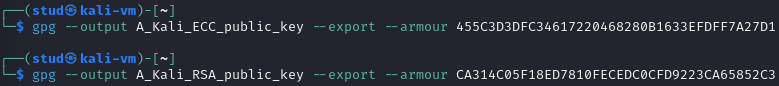 ┌──(stud㉿kali-vm)-[~]
└─$ gpg --output A_Kali_ECC_public_key --export --armour 455C3D3DFC34617220468280B1633EFDFF7A27D1
┌──(stud㉿kali-vm)-[~]
└─$ gpg --output A_Kali_RSA_public_key --export --armour CA314C05F18ED7810FECEDC0CFD9223CA65852C3